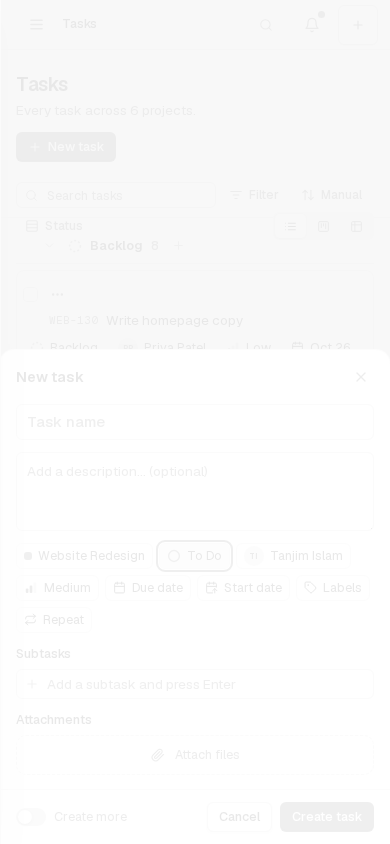 Tasks
Tasks
Every task across 6 projects
New task
Search tasks
Filter
Manual
Status
Backlog 8
WEB-130 Write homepage copy
Backlog Priya Patel Low Oct 26
New task
Task name
Add a description... (optional)
Website Redesign To Do Tanjim Islam
Medium Due date Start date Labels
Repeat
Subtasks
Add a subtask and press Enter
Attachments
Attach files
Create more Cancel Create task